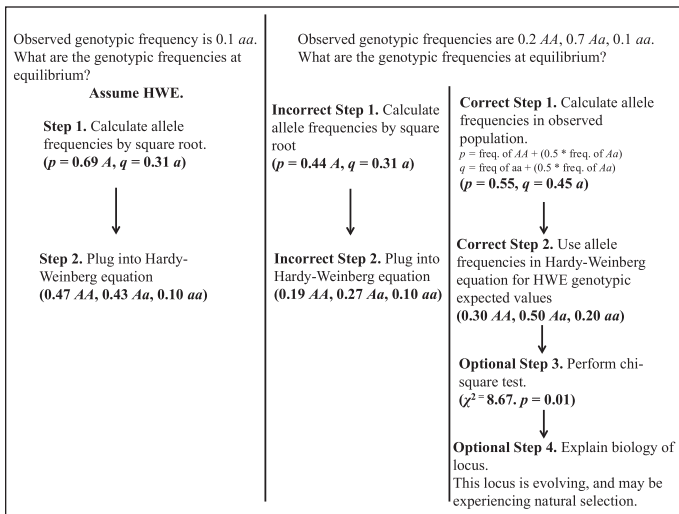 Observed genotypic frequency is 0.1 aa.
What are the genotypic frequencies at
equilibrium?
Assume HWE.
Step 1. Calculate allele
frequencies by square root.
(p = 0.69 A, q = 0.31 a)
Step 2. Plug into Hardy-
Weinberg equation
(0.47 AA, 0.43 Aa, 0.10 aa)
Observed genotypic frequencies are 0.2 AA, 0.7 Aa, 0.1 aa.
What are the genotypic frequencies at equilibrium?
Incorrect Step 1. Calculate
allele frequencies by square
root
(p = 0.44 A, q = 0.31 a)
Incorrect Step 2. Plug into
Hardy-Weinberg equation
(0.19 AA, 0.27 Aa, 0.10 aa)
Correct Step 1. Calculate allele
frequencies in observed
population.
p = freq. of AA + (0.5 * freq. of Aa)
q = freq of aa + (0.5 * freq. of Aa)
(p = 0.55, q = 0.45 a)
Correct Step 2. Use allele
frequencies in Hardy-Weinberg
equation for HWE genotypic
expected values
(0.30 AA, 0.50 Aa, 0.20 aa)
Optional Step 3. Perform chi-
square test.
(χ² = 8.67. p = 0.01)
Optional Step 4. Explain biology of
locus.
This locus is evolving, and may be
experiencing natural selection.